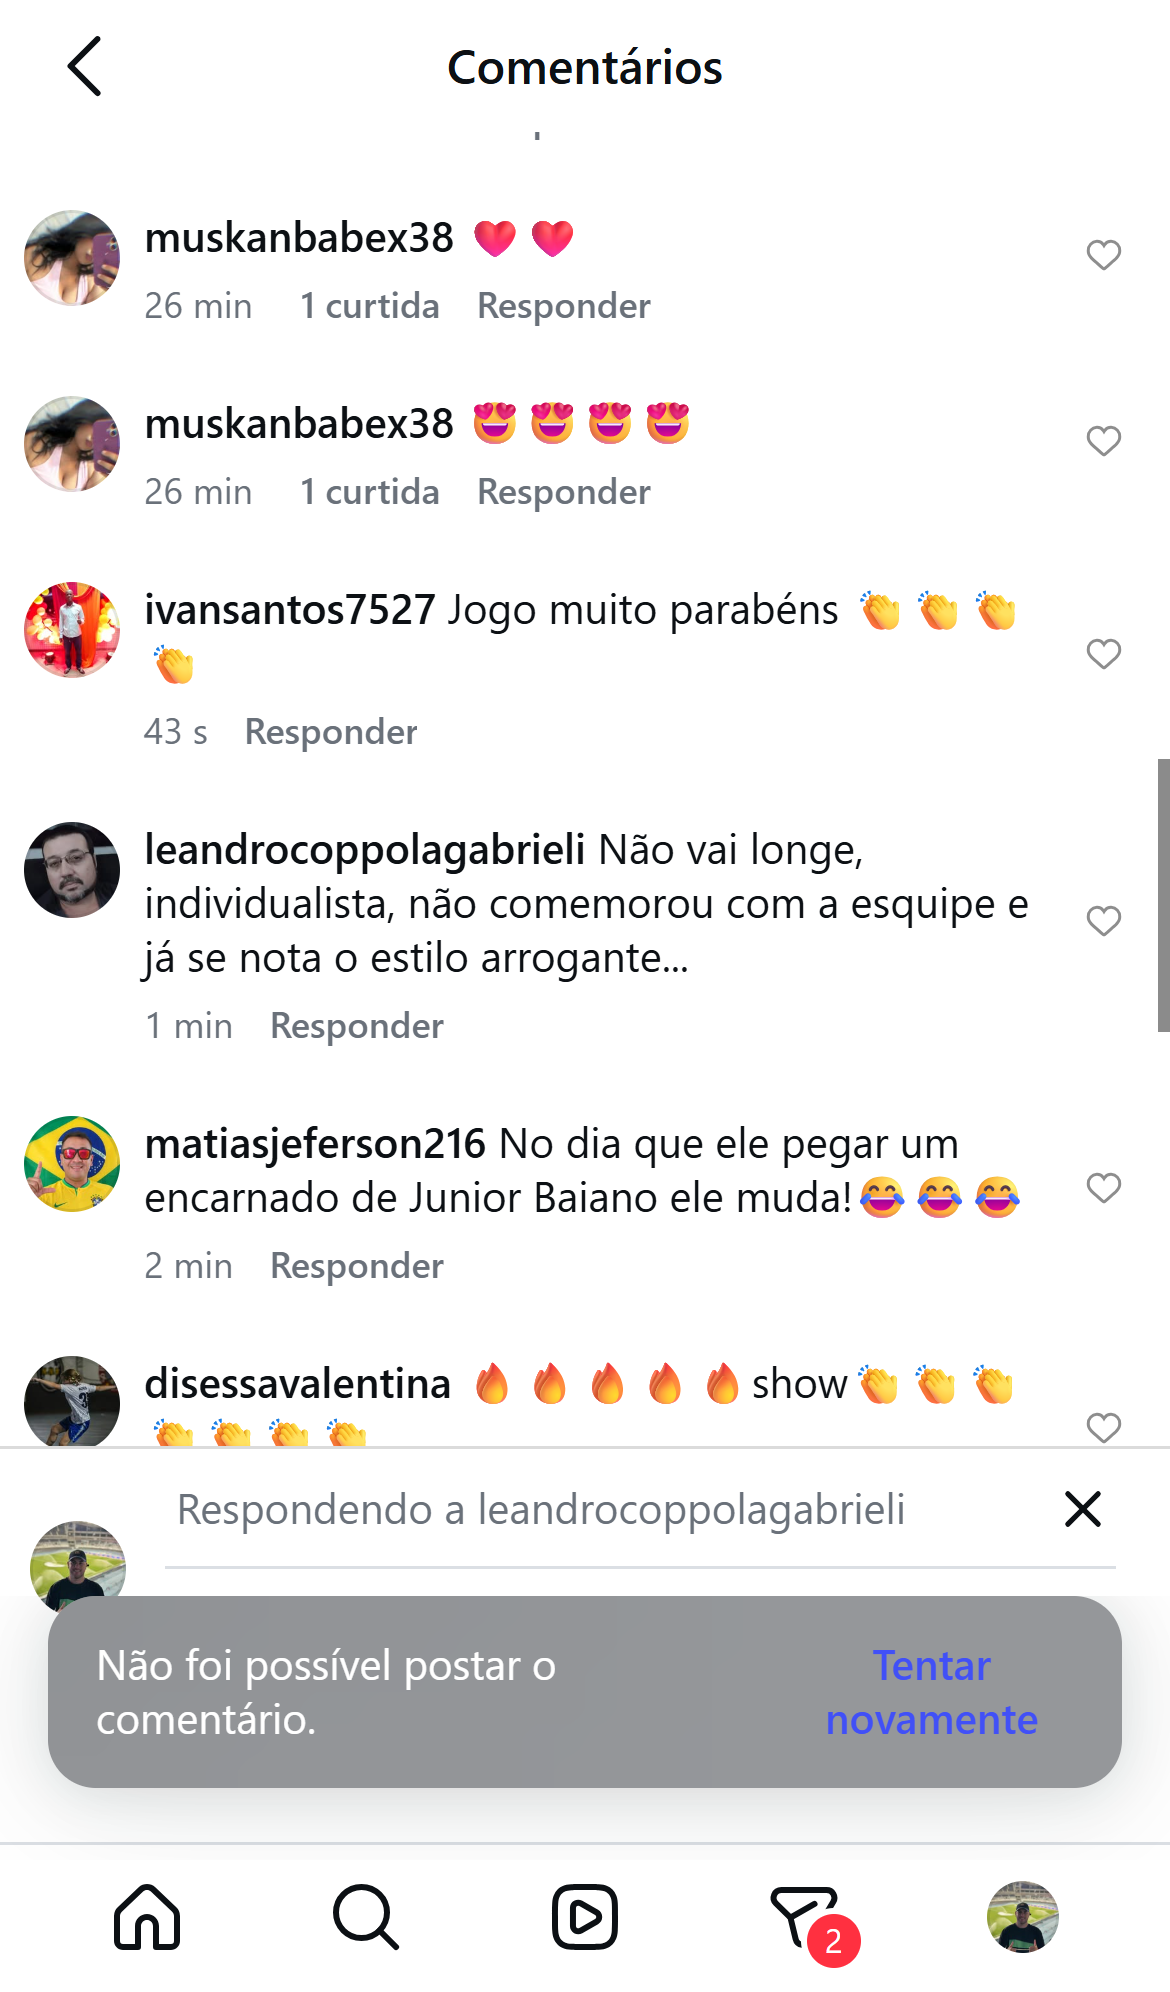 Comentários
muskanbabex38 ❤️❤️
26 min 1 curtida Responder
muskanbabex38 😍😍😍😍
26 min 1 curtida Responder
ivansantos7527 Jogo muito parabéns 👏👏👏
👏
43 s Responder
leandrocoppolagabrieli Não vai longe,
individualista, não comemorou com a esquipe e
já se nota o estilo arrogante...
1 min Responder
matiasjeferson216 No dia que ele pegar um
encarnado de Junior Baiano ele muda!😂😂😂
2 min Responder
disessavalentina 🔥🔥🔥🔥🔥show👏👏👏
👏👏👏👏
Respondendo a leandrocoppolagabrieli
Não foi possível postar o
comentário.
Tentar
novamente
2